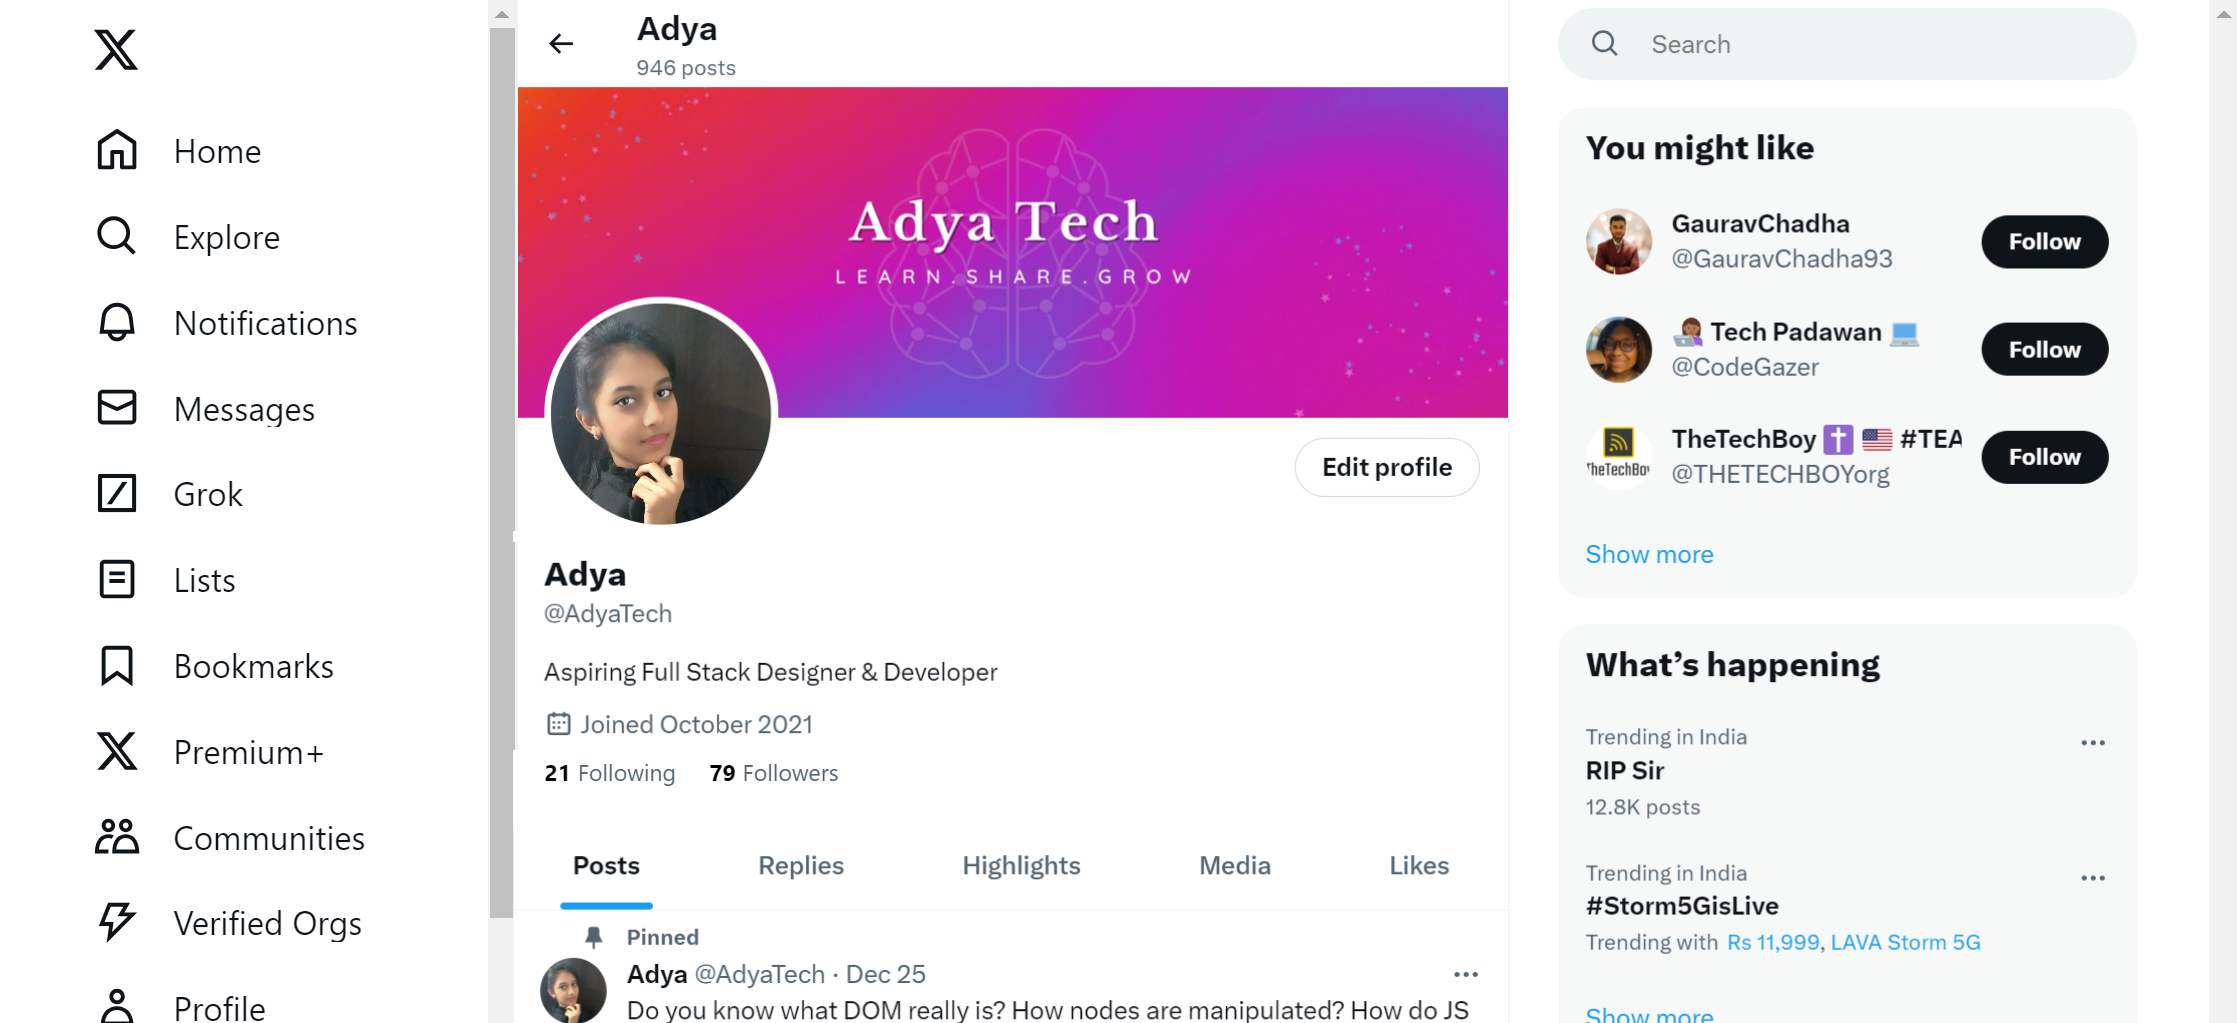 Home
Explore
Notifications
Messages
Grok
Lists
Bookmarks
Premium+
Communities
Verified Orgs
Profile
Adya
946 posts
Adya Tech
LEARN.SHARE.GROW
Edit profile
Adya
@AdyaTech
Aspiring Full Stack Designer & Developer
Joined October 2021
21 Following 79 Followers
Posts Replies Highlights Media Likes
Pinned
Adya @AdyaTech · Dec 25
Do you know what DOM really is? How nodes are manipulated? How do JS
Search
You might like
GauravChadha
@GauravChadha93
Follow
Tech Padawan
@CodeGazer
Follow
TheTechBoy
TheTechBoy #TEA
@THETECHBOYorg
Follow
Show more
What's happening
Trending in India
RIP Sir
12.8K posts
Trending in India
#Storm5GisLive
Trending with Rs 11,999, LAVA Storm 5G
Show more